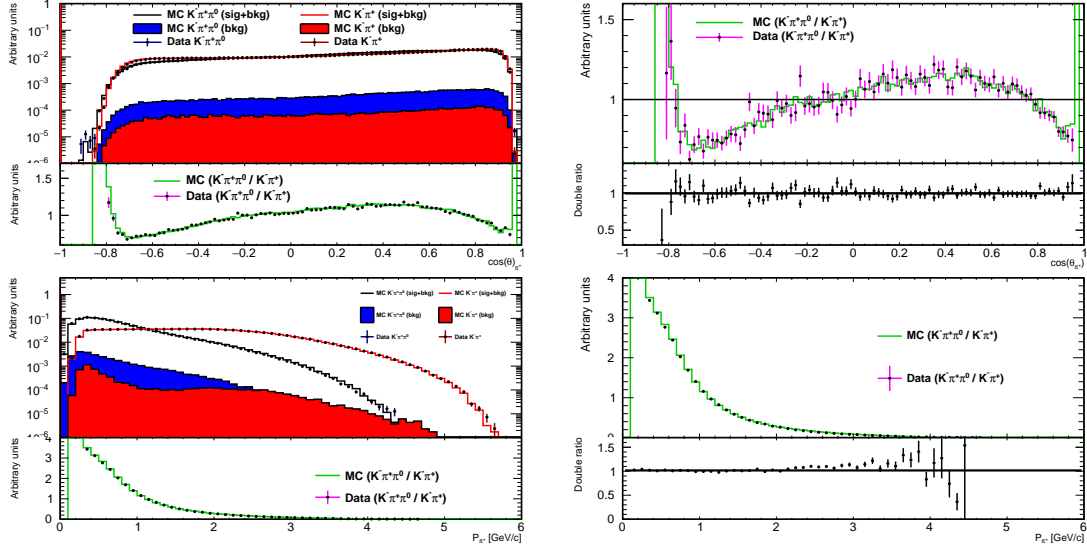 MC K⁻π⁺π⁰ (sig+bkg) MC K⁻π⁺ (sig+bkg)
MC K⁻π⁺π⁰ (bkg) MC K⁻π⁺ (bkg)
Data K⁻π⁺π⁰ Data K⁻π⁺
Arbitrary units
1
10⁻¹
10⁻²
10⁻³
10⁻⁴
10⁻⁵
10⁻⁶
MC (K⁻π⁺π⁰ / K⁻π⁺)
Data (K⁻π⁺π⁰ / K⁻π⁺)
Arbitrary units
1.5
1
−1 −0.8 −0.6 −0.4 −0.2 0 0.2 0.4 0.6 0.8 1
cos(θ)π⁺
MC (K⁻π⁺π⁰ / K⁻π⁺)
Data (K⁻π⁺π⁰ / K⁻π⁺)
Arbitrary units
1.5
1
Double ratio
1.5
1
0.5
−1 −0.8 −0.6 −0.4 −0.2 0 0.2 0.4 0.6 0.8 1
cos(θ)π⁺
MC K⁻π⁺π⁰ (sig+bkg) MC K⁻π⁺ (sig+bkg)
MC K⁻π⁺π⁰ (bkg) MC K⁻π⁺ (bkg)
Data K⁻π⁺π⁰ Data K⁻π⁺
Arbitrary units
1
10⁻¹
10⁻²
10⁻³
10⁻⁴
10⁻⁵
10⁻⁶
MC (K⁻π⁺π⁰ / K⁻π⁺)
Data (K⁻π⁺π⁰ / K⁻π⁺)
Arbitrary units
4
3
2
1
0
0 1 2 3 4 5 6
Pπ⁺ [GeV/c]
MC (K⁻π⁺π⁰ / K⁻π⁺)
Data (K⁻π⁺π⁰ / K⁻π⁺)
Arbitrary units
4
3
2
1
0
Double ratio
1.5
1
0.5
0 1 2 3 4 5 6
Pπ⁺ [GeV/c]